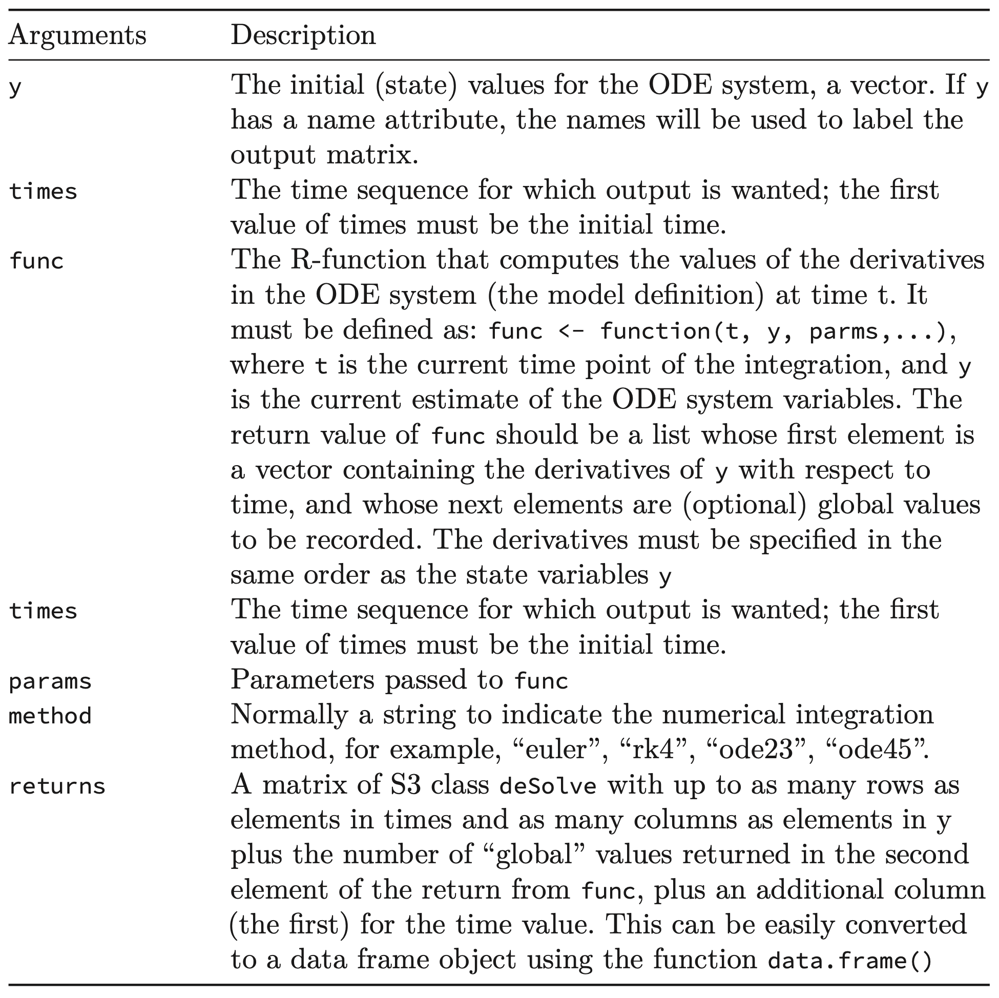 Arguments Description
y The initial (state) values for the ODE system, a vector. If y
has a name attribute, the names will be used to label the
output matrix.
times The time sequence for which output is wanted; the first
value of times must be the initial time.
func The R-function that computes the values of the derivatives
in the ODE system (the model definition) at time t. It
must be defined as: func <- function(t, y, parms,...),
where t is the current time point of the integration, and y
is the current estimate of the ODE system variables. The
return value of func should be a list whose first element is
a vector containing the derivatives of y with respect to
time, and whose next elements are (optional) global values
to be recorded. The derivatives must be specified in the
same order as the state variables y
times The time sequence for which output is wanted; the first
value of times must be the initial time.
params Parameters passed to func
method Normally a string to indicate the numerical integration
method, for example, “euler”, “rk4”, “ode23”, “ode45”.
returns A matrix of S3 class deSolve with up to as many rows as
elements in times and as many columns as elements in y
plus the number of “global” values returned in the second
element of the return from func, plus an additional column
(the first) for the time value. This can be easily converted
to a data frame object using the function data.frame()